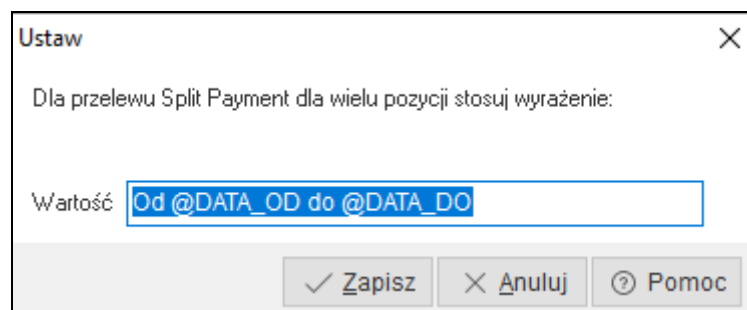 Ustaw
Dla przelewu Split Payment dla wielu pozycji stosuj wyrażenie:
Wartość Od @DATA_OD do @DATA_DO
Zapisz Anuluj Pomoc